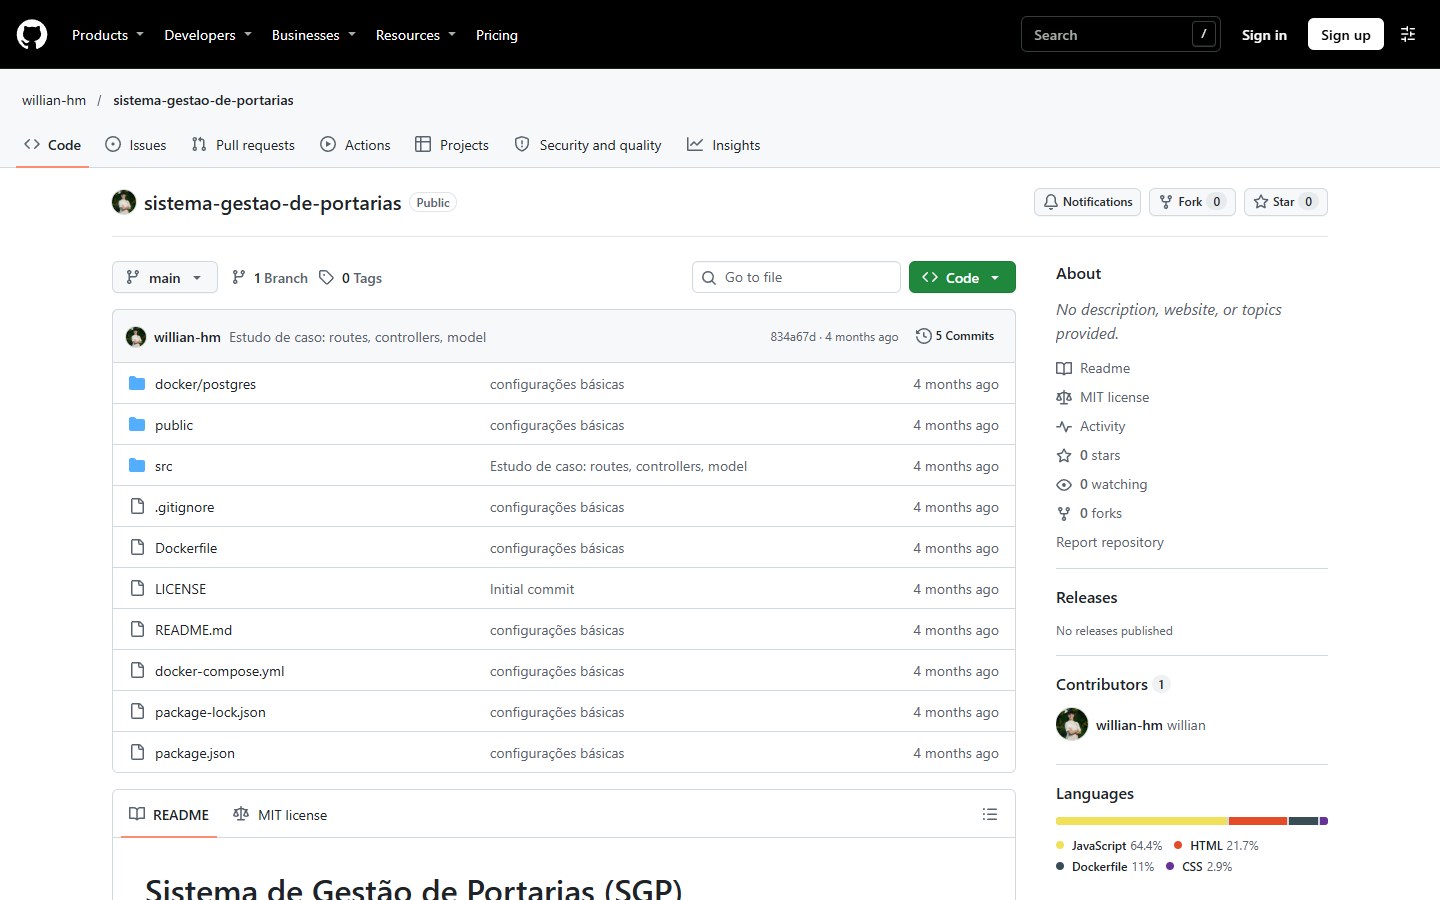 Products Developers Businesses Resources Pricing Search / Sign in Sign up
willian-hm / sistema-gestao-de-portarias
Code Issues Pull requests Actions Projects Security and quality Insights
sistema-gestao-de-portarias Public Notifications Fork 0 Star 0
main 1 Branch 0 Tags Go to file Code
willian-hm Estudo de caso: routes, controllers, model 834a67d · 4 months ago 5 Commits
docker/postgres configurações básicas 4 months ago
public configurações básicas 4 months ago
src Estudo de caso: routes, controllers, model 4 months ago
.gitignore configurações básicas 4 months ago
Dockerfile configurações básicas 4 months ago
LICENSE Initial commit 4 months ago
README.md configurações básicas 4 months ago
docker-compose.yml configurações básicas 4 months ago
package-lock.json configurações básicas 4 months ago
package.json configurações básicas 4 months ago
README MIT license
Sistema de Gestão de Portarias (SGP)
About
No description, website, or topics
provided.
Readme
MIT license
Activity
0 stars
0 watching
0 forks
Report repository
Releases
No releases published
Contributors 1
willian-hm willian
Languages
JavaScript 64.4% HTML 21.7%
Dockerfile 11% CSS 2.9%